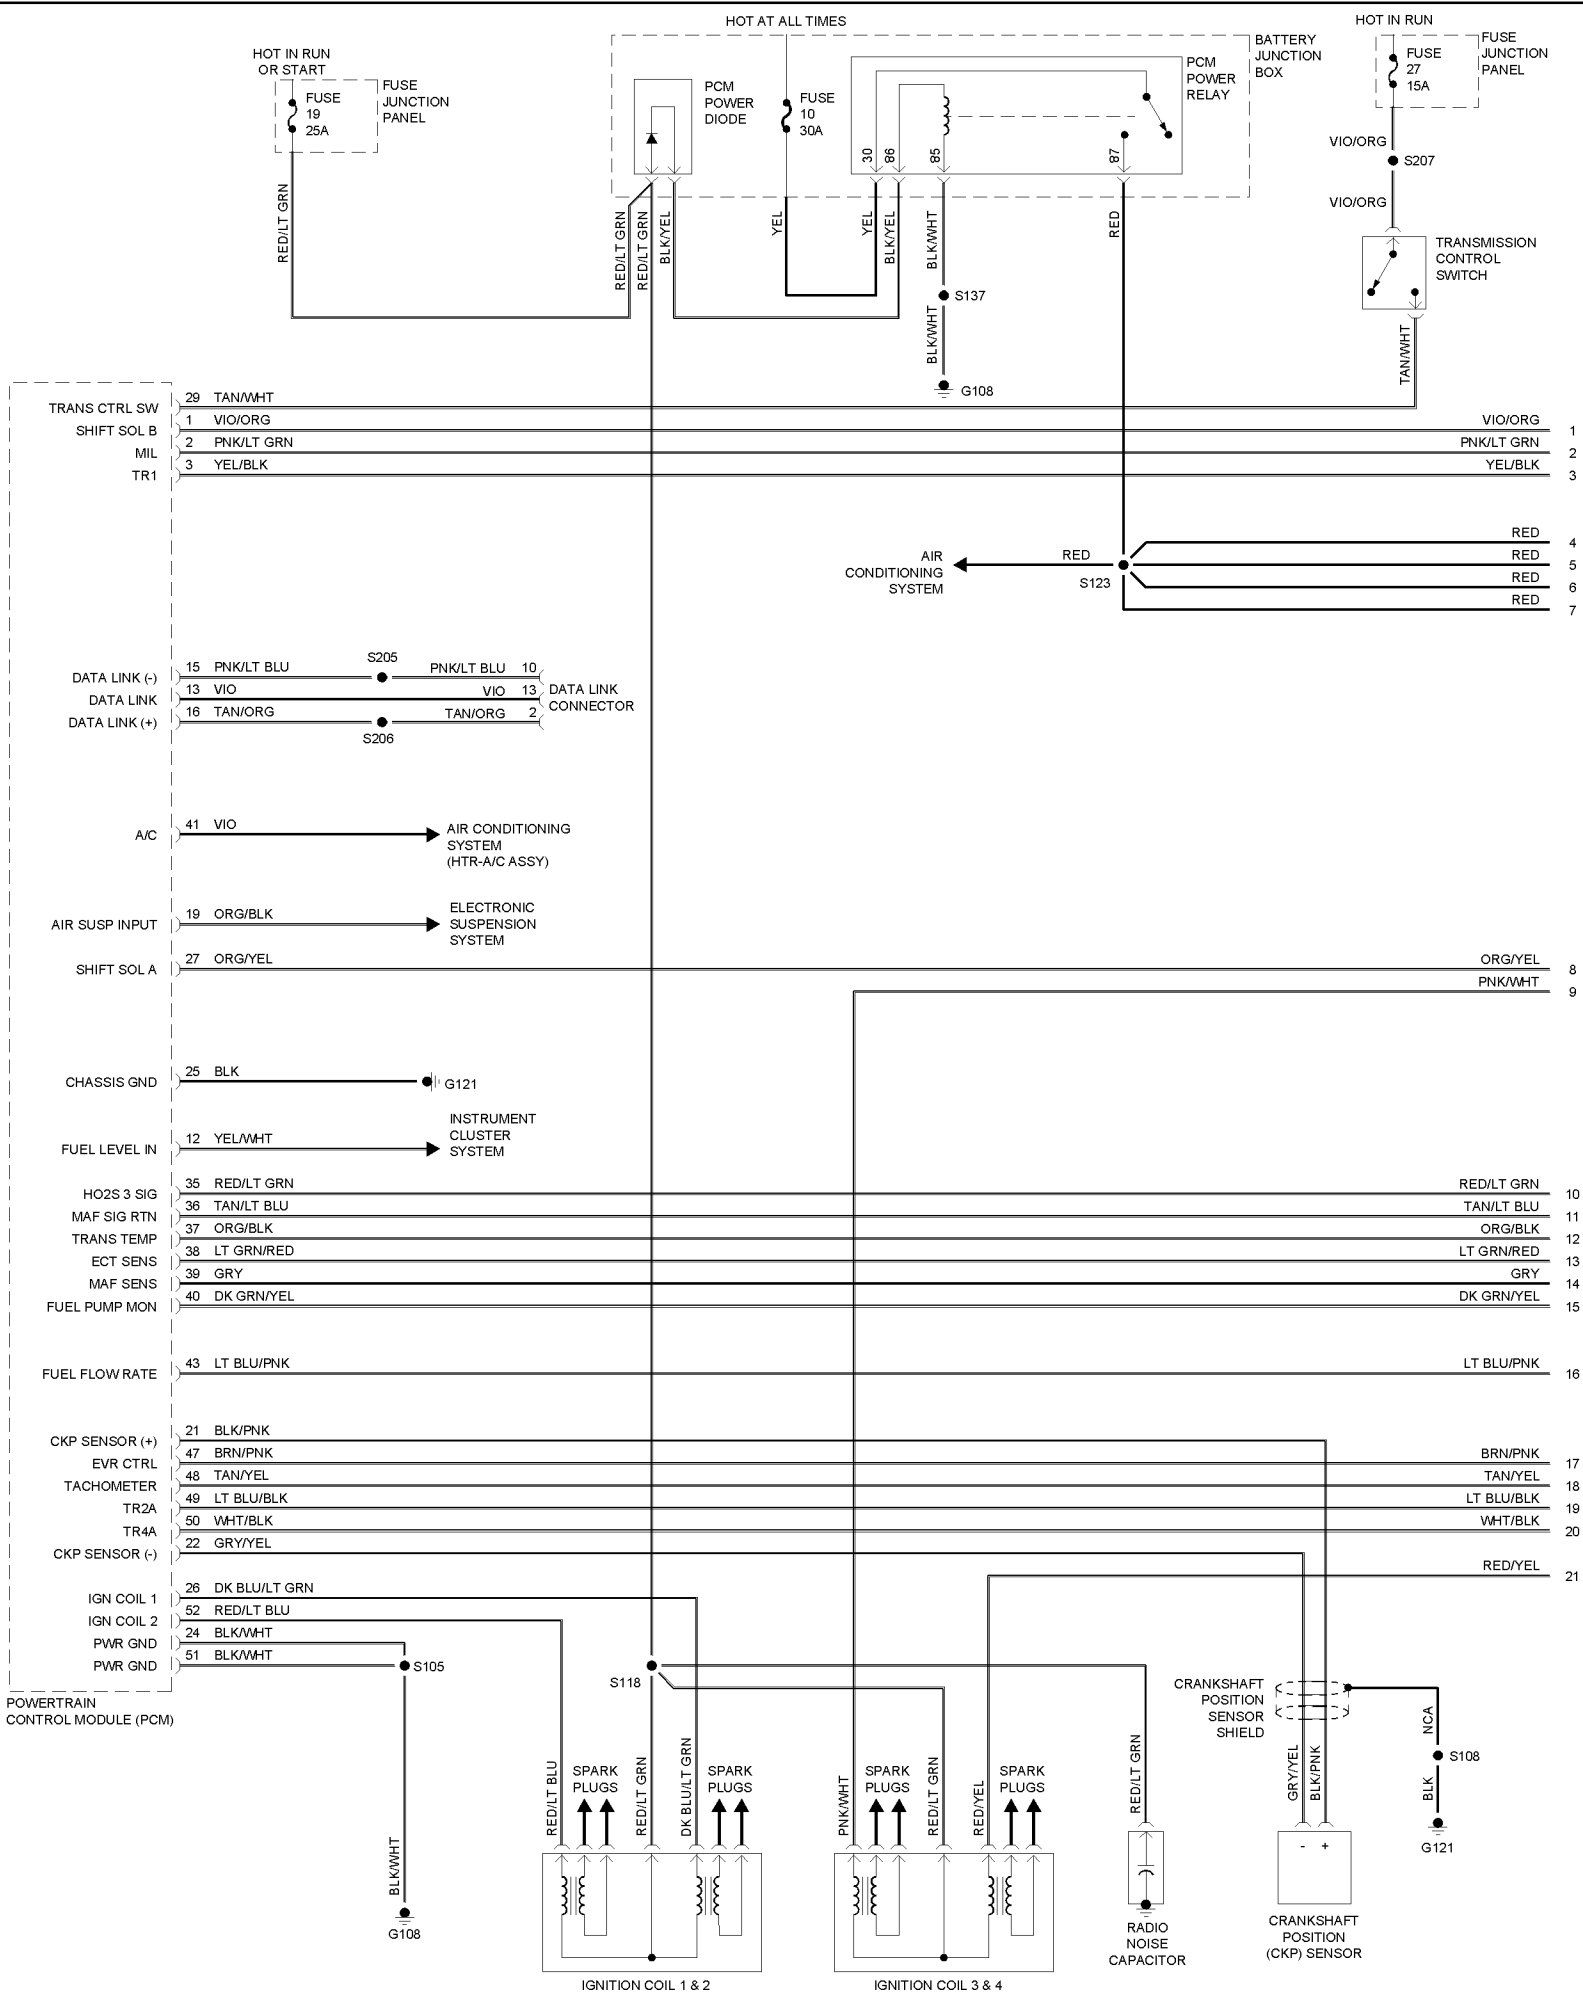 HOT AT ALL TIMES
HOT IN RUN
HOT IN RUN
OR START
FUSE
19
25A
FUSE
JUNCTION
PANEL
PCM
POWER
DIODE
FUSE
10
30A
PCM
POWER
RELAY
BATTERY
JUNCTION
BOX
FUSE
27
15A
FUSE
JUNCTION
PANEL
30
86
85
87
VIO/ORG
S207
VIO/ORG
RED/LT GRN
RED/LT GRN
RED/LT GRN
BLK/YEL
YEL
YEL
BLK/YEL
BLK/WHT
RED
TRANSMISSION
CONTROL
SWITCH
S137
BLK/WHT
G108
TAN/WHT
TRANS CTRL SW 29 TAN/WHT
SHIFT SOL B 1 VIO/ORG VIO/ORG 1
MIL 2 PNK/LT GRN PNK/LT GRN 2
TR1 3 YEL/BLK YEL/BLK 3
RED 4
RED 5
RED 6
RED 7
AIR
CONDITIONING
SYSTEM
RED
S123
S205
DATA LINK (-) 15 PNK/LT BLU PNK/LT BLU 10
DATA LINK 13 VIO VIO 13
DATA LINK (+) 16 TAN/ORG TAN/ORG 2
S206
DATA LINK
CONNECTOR
A/C 41 VIO
AIR CONDITIONING
SYSTEM
(HTR-A/C ASSY)
AIR SUSP INPUT 19 ORG/BLK
ELECTRONIC
SUSPENSION
SYSTEM
SHIFT SOL A 27 ORG/YEL ORG/YEL 8
PNK/WHT 9
CHASSIS GND 25 BLK G121
FUEL LEVEL IN 12 YEL/WHT
INSTRUMENT
CLUSTER
SYSTEM
HO2S 3 SIG 35 RED/LT GRN RED/LT GRN 10
MAF SIG RTN 36 TAN/LT BLU TAN/LT BLU 11
TRANS TEMP 37 ORG/BLK ORG/BLK 12
ECT SENS 38 LT GRN/RED LT GRN/RED 13
MAF SENS 39 GRY GRY 14
FUEL PUMP MON 40 DK GRN/YEL DK GRN/YEL 15
FUEL FLOW RATE 43 LT BLU/PNK LT BLU/PNK 16
CKP SENSOR (+) 21 BLK/PNK
EVR CTRL 47 BRN/PNK BRN/PNK 17
TACHOMETER 48 TAN/YEL TAN/YEL 18
TR2A 49 LT BLU/BLK LT BLU/BLK 19
TR4A 50 WHT/BLK WHT/BLK 20
CKP SENSOR (-) 22 GRY/YEL
RED/YEL 21
IGN COIL 1 26 DK BLU/LT GRN
IGN COIL 2 52 RED/LT BLU
PWR GND 24 BLK/WHT
PWR GND 51 BLK/WHT
S105
S118
POWERTRAIN
CONTROL MODULE (PCM)
CRANKSHAFT
POSITION
SENSOR
SHIELD
NCA
S108
BLK
G121
BLK/WHT
G108
RED/LT BLU
SPARK
PLUGS
RED/LT GRN
DK BLU/LT GRN
SPARK
PLUGS
PNK/WHT
SPARK
PLUGS
RED/LT GRN
RED/YEL
SPARK
PLUGS
RED/LT GRN
GRY/YEL
BLK/PNK
- +
RADIO
NOISE
CAPACITOR
CRANKSHAFT
POSITION
(CKP) SENSOR
IGNITION COIL 1 & 2
IGNITION COIL 3 & 4